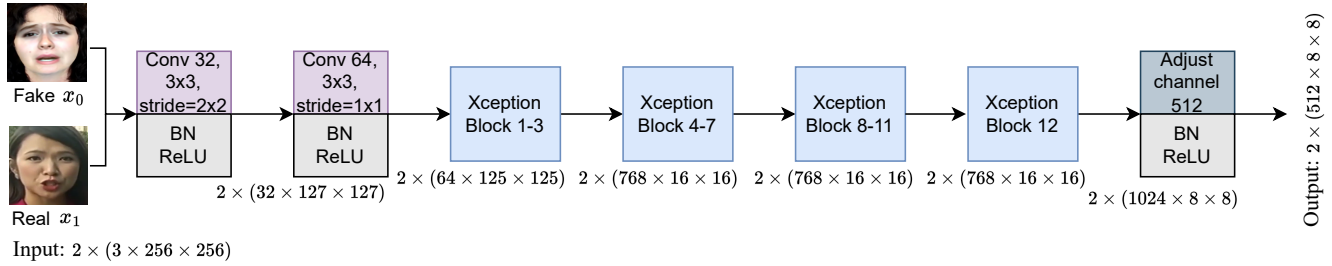 Fake x₀
Real x₁
Input: 2 × (3 × 256 × 256)
Conv 32,
3x3,
stride=2x2
BN
ReLU
2 × (32 × 127 × 127)
Conv 64,
3x3,
stride=1x1
BN
ReLU
2 × (64 × 125 × 125)
Xception
Block 1-3
2 × (768 × 16 × 16)
Xception
Block 4-7
2 × (768 × 16 × 16)
Xception
Block 8-11
2 × (768 × 16 × 16)
Xception
Block 12
2 × (1024 × 8 × 8)
Adjust
channel
512
BN
ReLU
Output: 2 × (512 × 8 × 8)